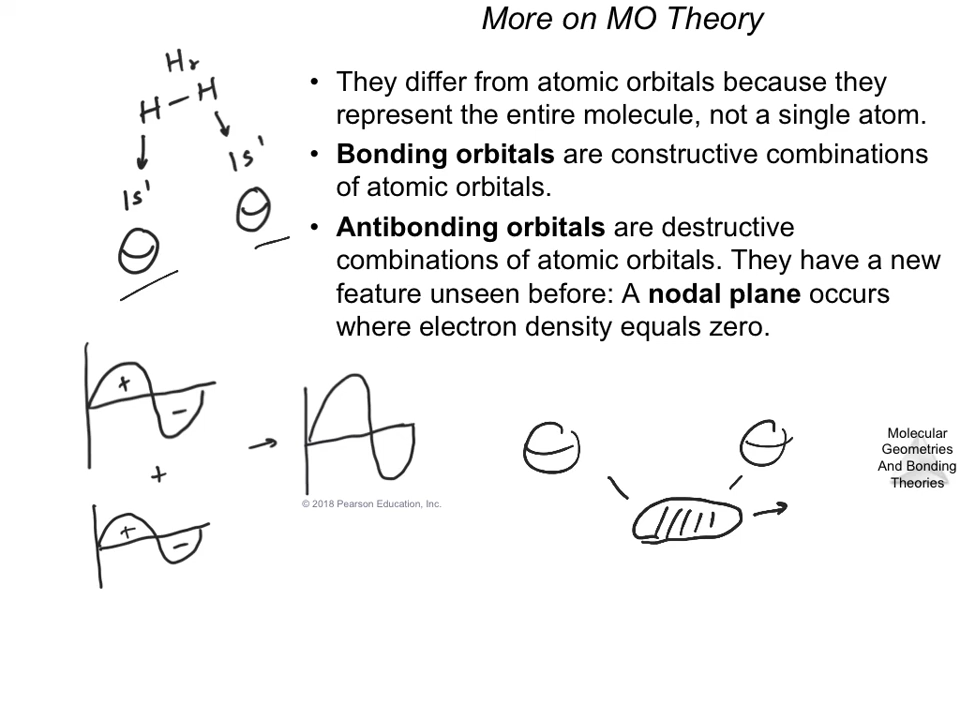 More on MO Theory
• They differ from atomic orbitals because they
represent the entire molecule, not a single atom.
• Bonding orbitals are constructive combinations
of atomic orbitals.
• Antibonding orbitals are destructive
combinations of atomic orbitals. They have a new
feature unseen before: A nodal plane occurs
where electron density equals zero.
H₂
H – H
1s¹
1s¹
+
-
+
+
-
© 2018 Pearson Education, Inc.
Molecular
Geometries
And Bonding
Theories